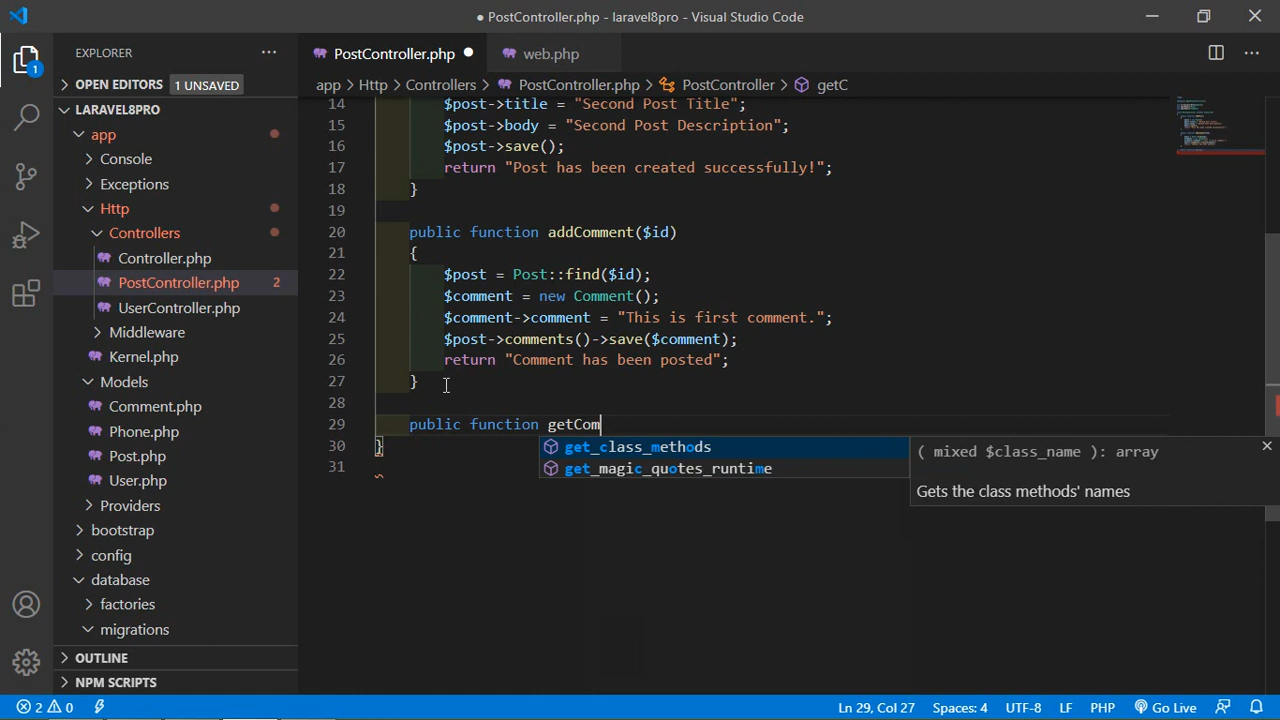 ● PostController.php - laravel8pro - Visual Studio Code
EXPLORER
PostController.php
web.php
OPEN EDITORS 1 UNSAVED
app > Http > Controllers > PostController.php > PostController > getC
LARAVEL8PRO
app
Console
Exceptions
Http
Controllers
Controller.php
PostController.php 2
UserController.php
Middleware
Kernel.php
Models
Comment.php
Phone.php
Post.php
User.php
Providers
bootstrap
config
database
factories
migrations
OUTLINE
NPM SCRIPTS
1
14 $post->title = "Second Post Title";
15 $post->body = "Second Post Description";
16 $post->save();
17 return "Post has been created successfully!";
18 }
19
20 public function addComment($id)
21 {
22 $post = Post::find($id);
23 $comment = new Comment();
24 $comment->comment = "This is first comment.";
25 $post->comments()->save($comment);
26 return "Comment has been posted";
27 }
28
29 public function getCom
30 }
31
get_class_methods
get_magic_quotes_runtime
( mixed $class_name ): array
Gets the class methods' names
2 0
Ln 29, Col 27
Spaces: 4
UTF-8
LF
PHP
Go Live